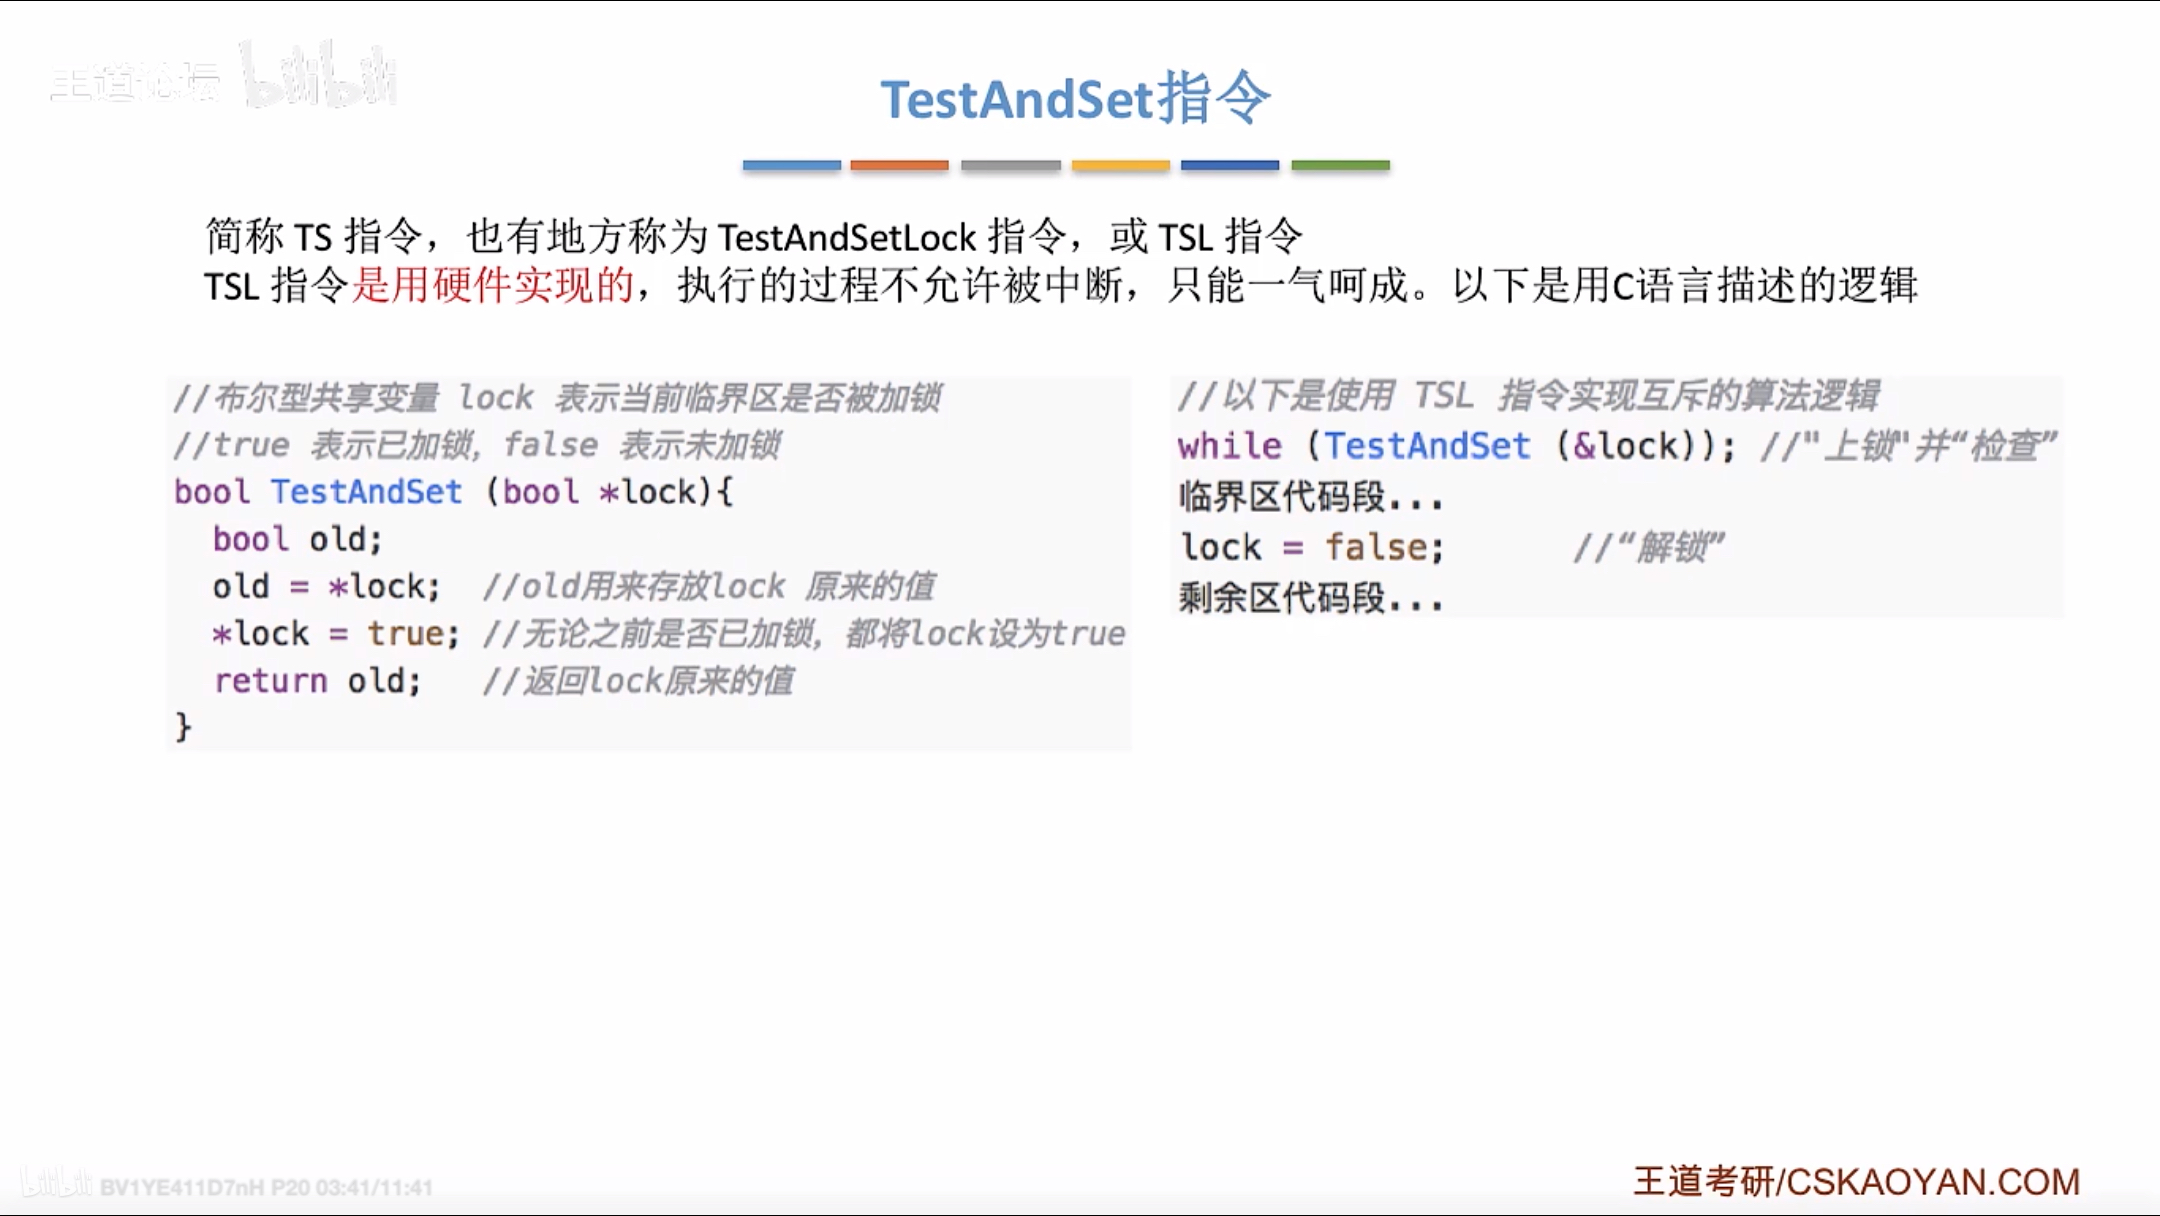 王道论坛 bilibili
TestAndSet指令
简称 TS 指令，也有地方称为 TestAndSetLock 指令，或 TSL 指令
TSL 指令是用硬件实现的，执行的过程不允许被中断，只能一气呵成。以下是用C语言描述的逻辑
//布尔型共享变量 lock 表示当前临界区是否被加锁
//true 表示已加锁，false 表示未加锁
bool TestAndSet (bool *lock){
bool old;
old = *lock; //old用来存放lock 原来的值
*lock = true; //无论之前是否已加锁，都将lock设为true
return old; //返回lock原来的值
}
//以下是使用 TSL 指令实现互斥的算法逻辑
while (TestAndSet (&lock)); //"上锁"并“检查”
临界区代码段...
lock = false; //“解锁”
剩余区代码段...
bilibili BV1YE411D7nH P20 03:41/11:41
王道考研/CSKAOYAN.COM